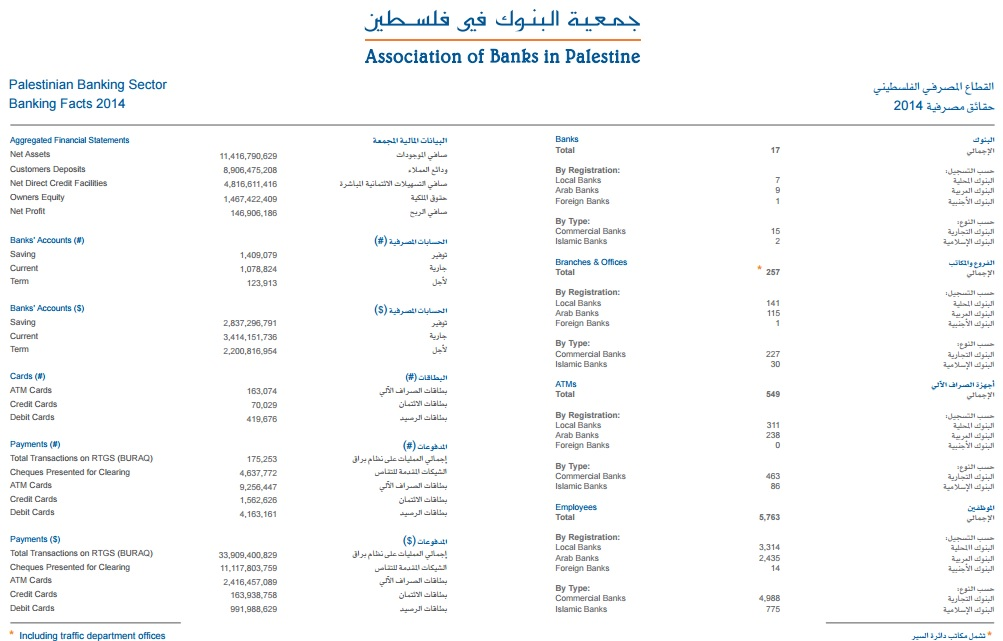 جمعية البنوك في فلسطين
Association of Banks in Palestine
Palestinian Banking Sector القطاع المصرفي الفلسطيني
Banking Facts 2014 حقائق مصرفية 2014
Aggregated Financial Statements البيانات المالية المجمعة
Net Assets 11,416,790,629 صافي الموجودات
Customers Deposits 8,906,475,208 ودائع العملاء
Net Direct Credit Facilities 4,816,611,416 صافي التسهيلات الائتمانية المباشرة
Owners Equity 1,467,422,409 حقوق الملكية
Net Profit 146,906,186 صافي الربح
Banks' Accounts (#) الحسابات المصرفية (#)
Saving 1,409,079 توفير
Current 1,078,824 جارية
Term 123,913 لأجل
Banks' Accounts ($) الحسابات المصرفية ($)
Saving 2,837,296,791 توفير
Current 3,414,151,736 جارية
Term 2,200,816,954 لأجل
Cards (#) البطاقات (#)
ATM Cards 163,074 بطاقات الصراف الآلي
Credit Cards 70,029 بطاقات الائتمان
Debit Cards 419,676 بطاقات الرصيد
Payments (#) المدفوعات (#)
Total Transactions on RTGS (BURAQ) 175,253 إجمالي العمليات على نظام براق
Cheques Presented for Clearing 4,637,772 الشيكات المقدمة للتقاص
ATM Cards 9,256,447 بطاقات الصراف الآلي
Credit Cards 1,562,626 بطاقات الائتمان
Debit Cards 4,163,161 بطاقات الرصيد
Payments ($) المدفوعات ($)
Total Transactions on RTGS (BURAQ) 33,909,400,829 إجمالي العمليات على نظام براق
Cheques Presented for Clearing 11,117,803,759 الشيكات المقدمة للتقاص
ATM Cards 2,416,457,089 بطاقات الصراف الآلي
Credit Cards 163,938,758 بطاقات الائتمان
Debit Cards 991,988,629 بطاقات الرصيد
* Including traffic department offices
Banks البنوك
Total 17 الإجمالي
By Registration: حسب التسجيل:
Local Banks 7 البنوك المحلية
Arab Banks 9 البنوك العربية
Foreign Banks 1 البنوك الأجنبية
By Type: حسب النوع:
Commercial Banks 15 البنوك التجارية
Islamic Banks 2 البنوك الإسلامية
Branches & Offices الفروع والمكاتب
Total * 257 الإجمالي
By Registration: حسب التسجيل:
Local Banks 141 البنوك المحلية
Arab Banks 115 البنوك العربية
Foreign Banks 1 البنوك الأجنبية
By Type: حسب النوع:
Commercial Banks 227 البنوك التجارية
Islamic Banks 30 البنوك الإسلامية
ATMs أجهزة الصراف الآلي
Total 549 الإجمالي
By Registration: حسب التسجيل:
Local Banks 311 البنوك المحلية
Arab Banks 238 البنوك العربية
Foreign Banks 0 البنوك الأجنبية
By Type: حسب النوع:
Commercial Banks 463 البنوك التجارية
Islamic Banks 86 البنوك الإسلامية
Employees الموظفين
Total 5,763 الإجمالي
By Registration: حسب التسجيل:
Local Banks 3,314 البنوك المحلية
Arab Banks 2,435 البنوك العربية
Foreign Banks 14 البنوك الأجنبية
By Type: حسب النوع:
Commercial Banks 4,988 البنوك التجارية
Islamic Banks 775 البنوك الإسلامية
* تشمل مكاتب دائرة السير